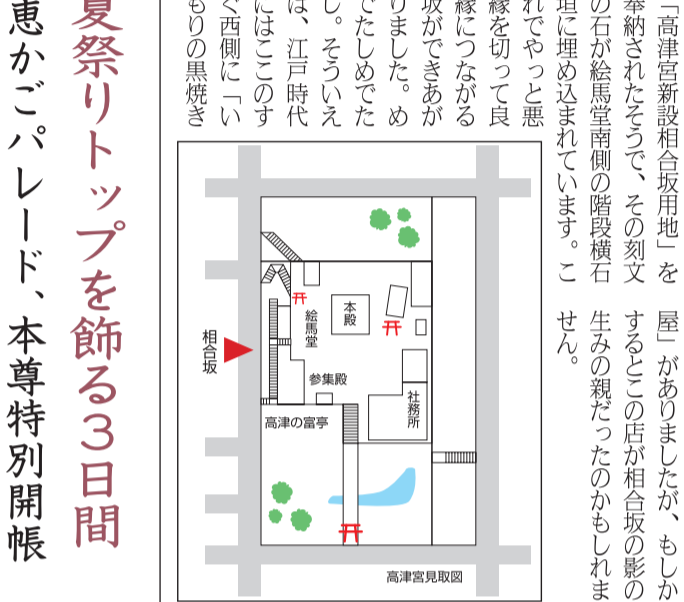 「高津宮新設相合坂用地」を
奉納されたそうで、その刻文
の石が絵馬堂南側の階段横石
垣に埋め込まれています。こ
れでやっと悪
縁を切って良
縁につながる
坂ができあが
りました。め
でたしめでた
し。そういえ
ば、江戸時代
にはここのす
ぐ西側に「い
もりの黒焼き
屋」がありましたが、もしか
するとこの店が相合坂の影の
生みの親だったのかもしれま
せん。
本殿
絵馬堂
参集殿
社務所
高津の富亭
相合坂
高津宮見取図
夏祭りトップを飾る3日間
恵かごパレード、本尊特別開帳